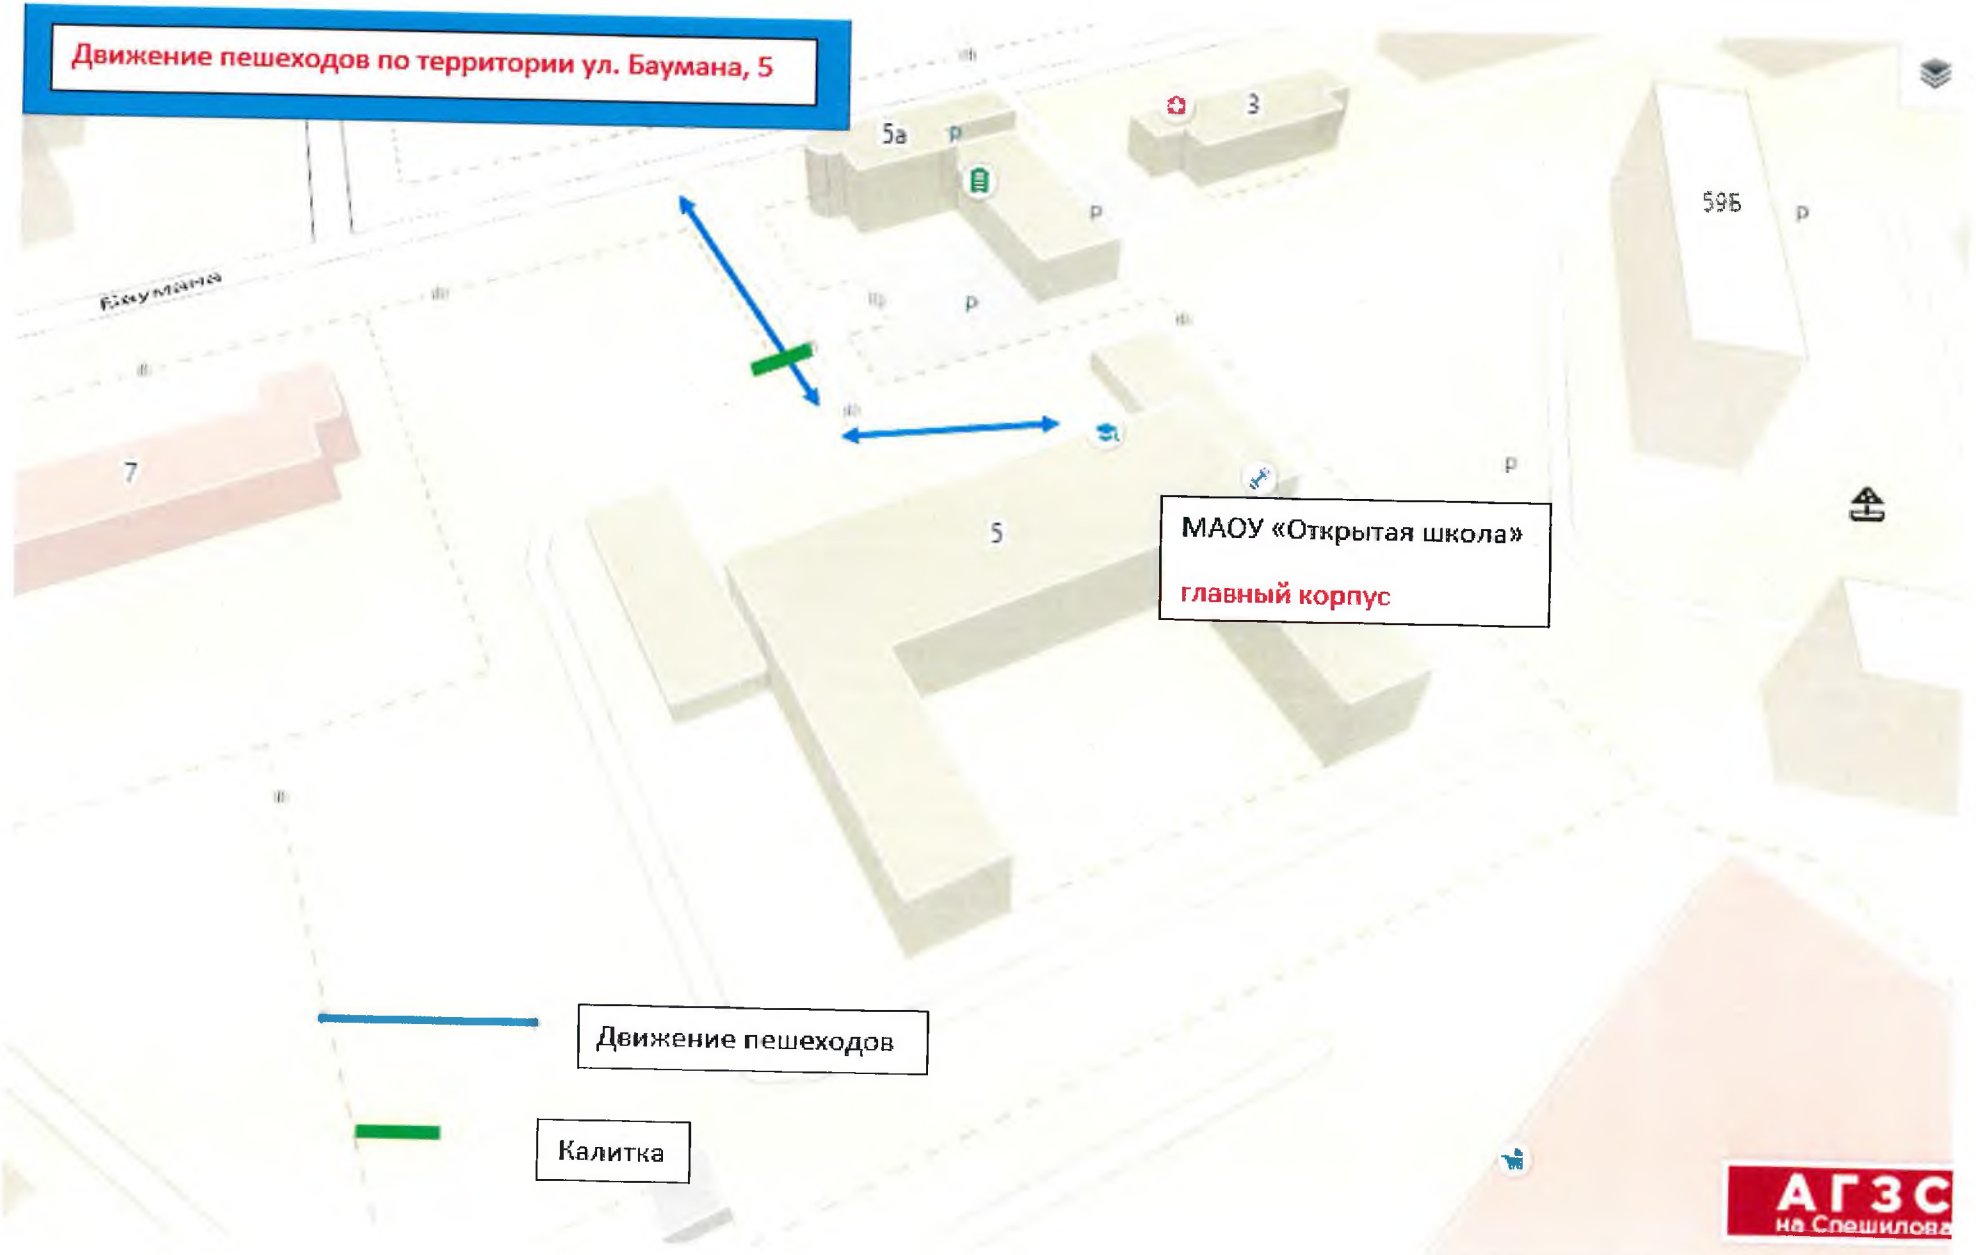 Движение пешеходов по территории ул. Баумана, 5
5а
Р
3
59Б
Р
Р
Баумана
Р
7
Р
5
МАОУ «Открытая школа»
главный корпус
Движение пешеходов
Калитка
АГЗС
на Спешилова